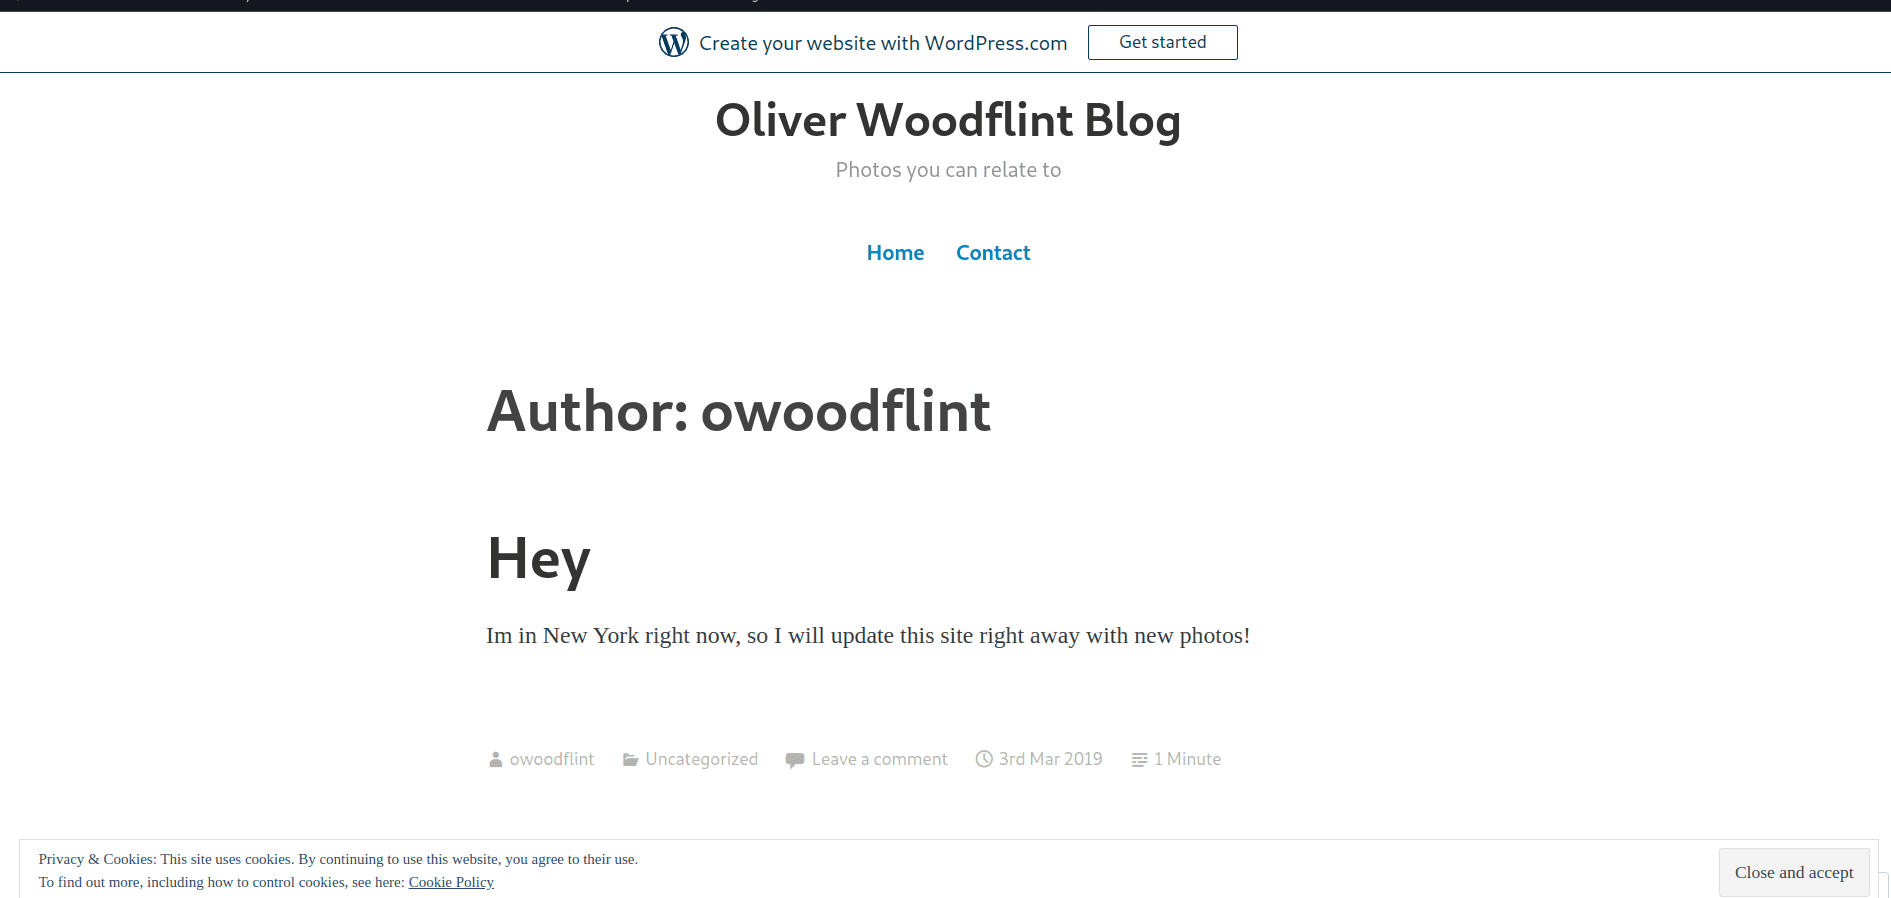 Create your website with WordPress.com Get started
Oliver Woodflint Blog
Photos you can relate to
Home Contact
Author: owoodflint
Hey
Im in New York right now, so I will update this site right away with new photos!
owoodflint Uncategorized Leave a comment 3rd Mar 2019 1 Minute
Privacy & Cookies: This site uses cookies. By continuing to use this website, you agree to their use.
To find out more, including how to control cookies, see here: Cookie Policy
Close and accept